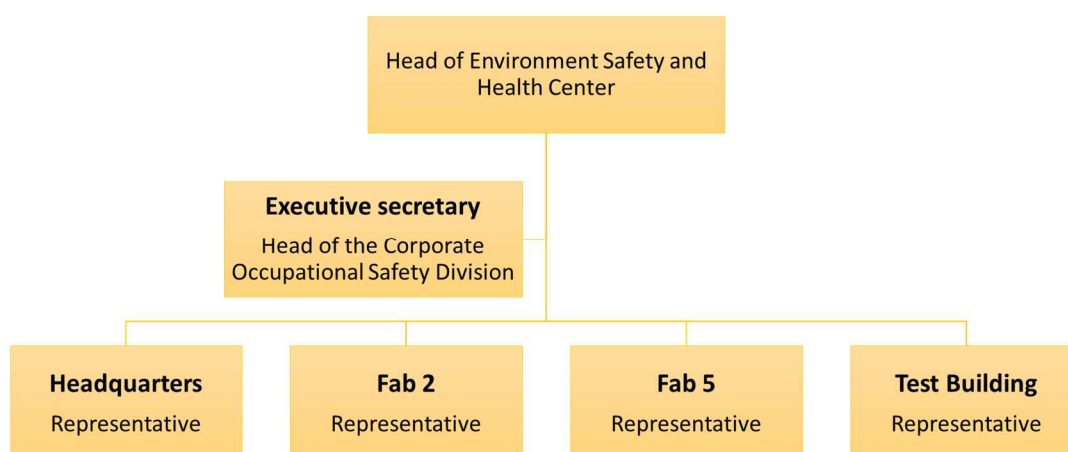 Head of Environment Safety and
Health Center
Executive secretary
Head of the Corporate
Occupational Safety Division
Headquarters
Representative
Fab 2
Representative
Fab 5
Representative
Test Building
Representative